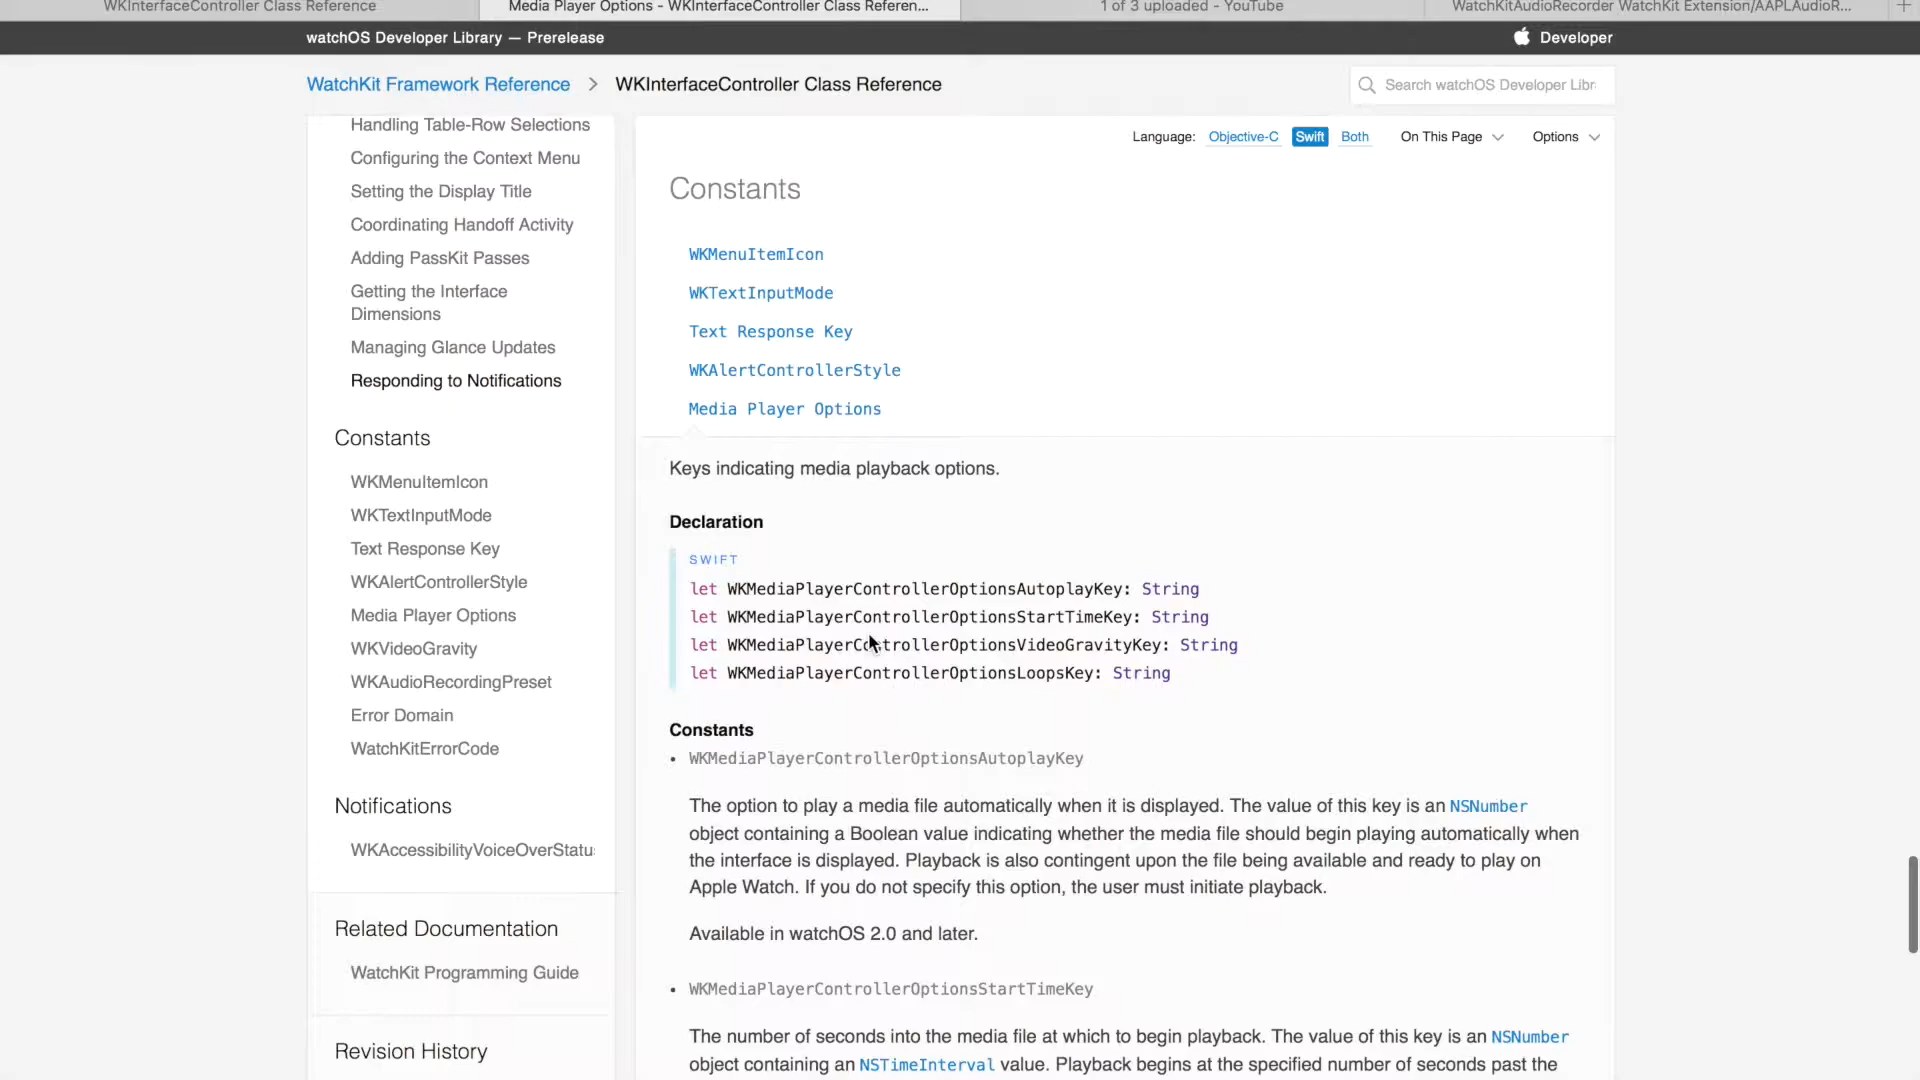 WKInterfaceController Class Reference
Media Player Options - WKInterfaceController Class Referen...
1 of 3 uploaded - YouTube
WatchKitAudioRecorder WatchKit Extension/AAPLAudioR...
watchOS Developer Library — Prerelease
Developer
WatchKit Framework Reference > WKInterfaceController Class Reference
Search watchOS Developer Libr
Handling Table-Row Selections
Configuring the Context Menu
Setting the Display Title
Coordinating Handoff Activity
Adding PassKit Passes
Getting the Interface
Dimensions
Managing Glance Updates
Responding to Notifications
Constants
WKMenuItemIcon
WKTextInputMode
Text Response Key
WKAlertControllerStyle
Media Player Options
WKVideoGravity
WKAudioRecordingPreset
Error Domain
WatchKitErrorCode
Notifications
WKAccessibilityVoiceOverStatu
Related Documentation
WatchKit Programming Guide
Revision History
Language: Objective-C Swift Both On This Page Options
Constants
WKMenuItemIcon
WKTextInputMode
Text Response Key
WKAlertControllerStyle
Media Player Options
Keys indicating media playback options.
Declaration
SWIFT
let WKMediaPlayerControllerOptionsAutoplayKey: String
let WKMediaPlayerControllerOptionsStartTimeKey: String
let WKMediaPlayerControllerOptionsVideoGravityKey: String
let WKMediaPlayerControllerOptionsLoopsKey: String
Constants
• WKMediaPlayerControllerOptionsAutoplayKey
The option to play a media file automatically when it is displayed. The value of this key is an NSNumber
object containing a Boolean value indicating whether the media file should begin playing automatically when
the interface is displayed. Playback is also contingent upon the file being available and ready to play on
Apple Watch. If you do not specify this option, the user must initiate playback.
Available in watchOS 2.0 and later.
• WKMediaPlayerControllerOptionsStartTimeKey
The number of seconds into the media file at which to begin playback. The value of this key is an NSNumber
object containing an NSTimeInterval value. Playback begins at the specified number of seconds past the